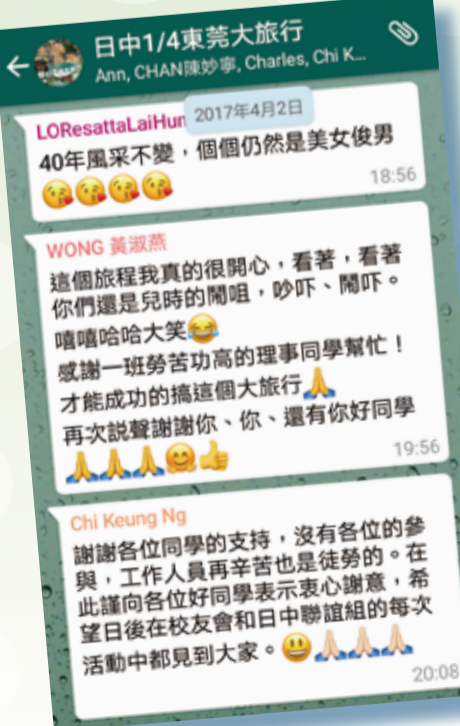 日中1/4東莞大旅行
Ann, CHAN陳妙寧, Charles, Chi K...
2017年4月2日
LOResattaLaiHun
40年風采不變，個個仍然是美女俊男
😘😘😘😘
18:56
WONG 黃淑燕
這個旅程我真的很開心，看著，看著
你們還是兒時的鬧咀，吵吓、鬧吓。
嘻嘻哈哈大笑😂
感謝一班勞苦功高的理事同學幫忙！
才能成功的搞這個大旅行🙏
再次説聲謝謝你、你、還有你好同學
🙏🙏🙏🤗👍
19:56
Chi Keung Ng
謝謝各位同學的支持，沒有各位的參
與，工作人員再辛苦也是徒勞的。在
此謹向各位好同學表示衷心謝意，希
望日後在校友會和日中聯誼組的每次
活動中都見到大家。😃🙏🏻🙏🏻🙏🏻
20:08